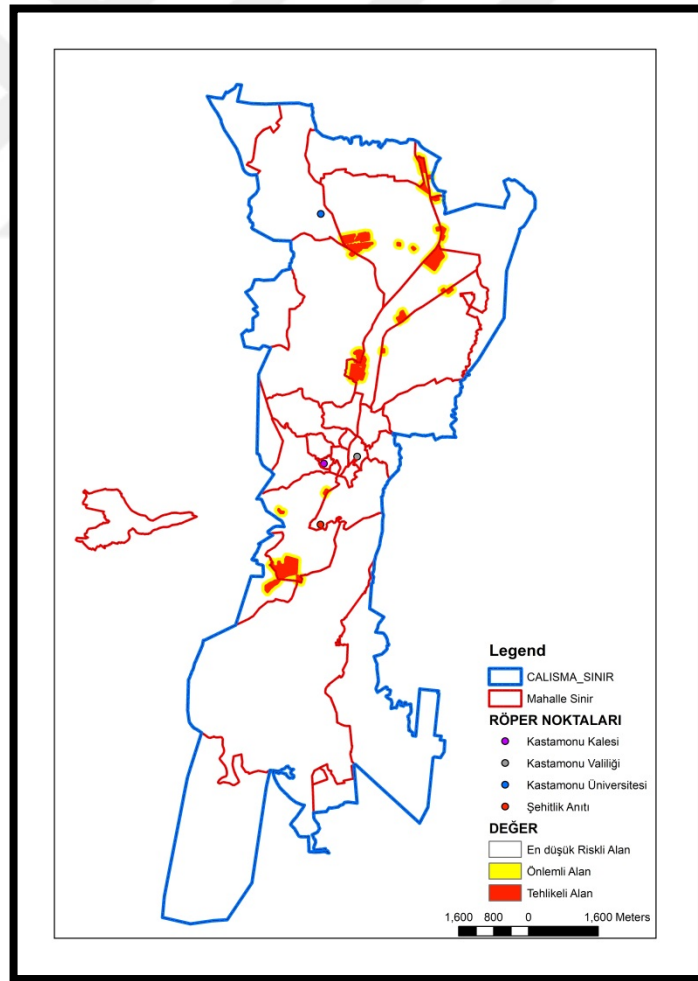 Legend
CALISMA_SINIR
Mahalle Sinir
RÖPER NOKTALARI
Kastamonu Kalesi
Kastamonu Valiliği
Kastamonu Üniversitesi
Şehitlik Anıtı
DEĞER
En düşük Riskli Alan
Önlemli Alan
Tehlikeli Alan
1,600 800 0 1,600 Meters